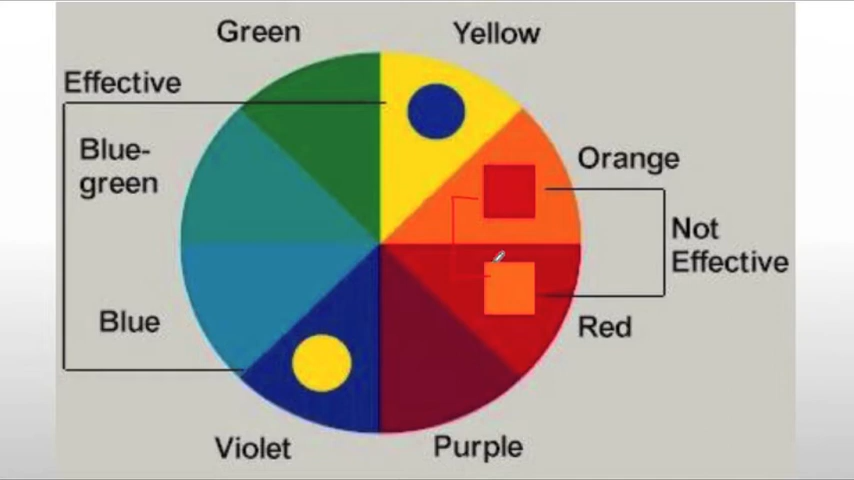 Green
Yellow
Effective
Blue-
green
Orange
Not
Effective
Blue
Red
Violet
Purple